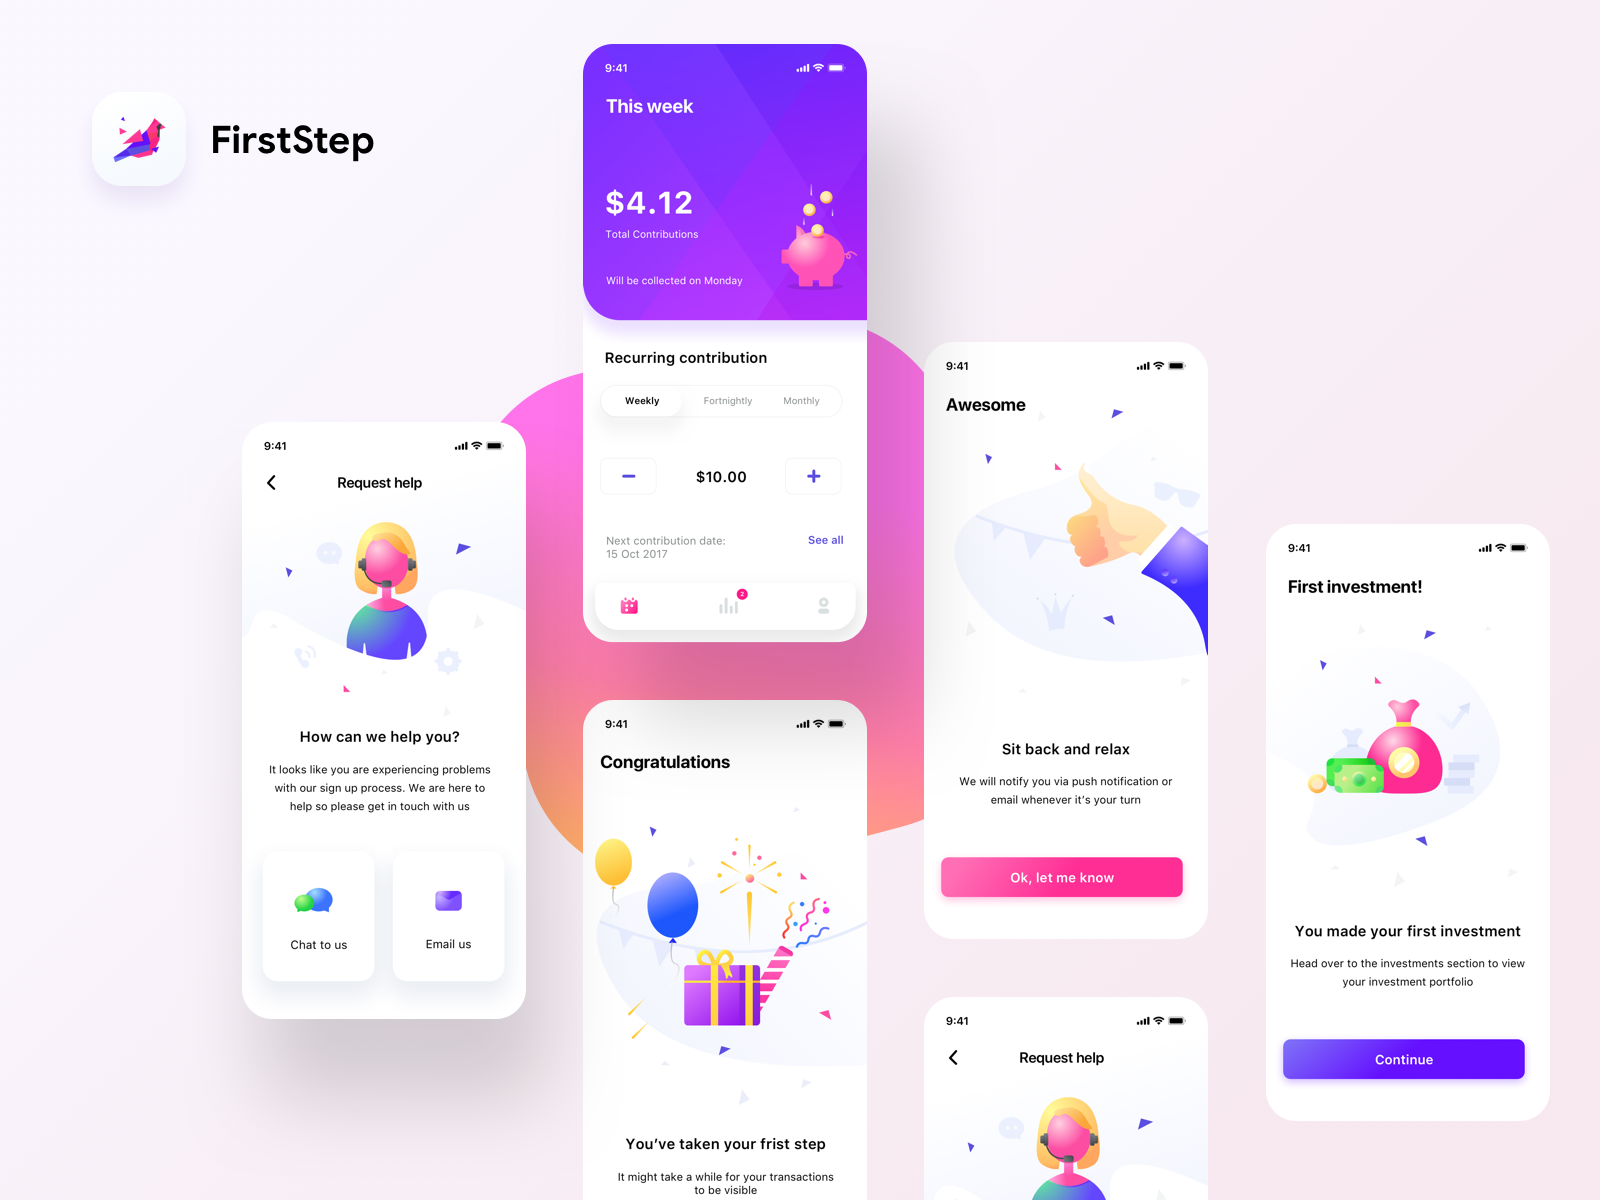 FirstStep
9:41
Request help
How can we help you?
It looks like you are experiencing problems
with our sign up process. We are here to
help so please get in touch with us
Chat to us
Email us
9:41
This week
$4.12
Total Contributions
Will be collected on Monday
Recurring contribution
Weekly
Fortnightly
Monthly
$10.00
Next contribution date:
15 Oct 2017
See all
2
9:41
Congratulations
You've taken your frist step
It might take a while for your transactions
to be visible
9:41
Awesome
Sit back and relax
We will notify you via push notification or
email whenever it's your turn
Ok, let me know
9:41
Request help
9:41
First investment!
You made your first investment
Head over to the investments section to view
your investment portfolio
Continue